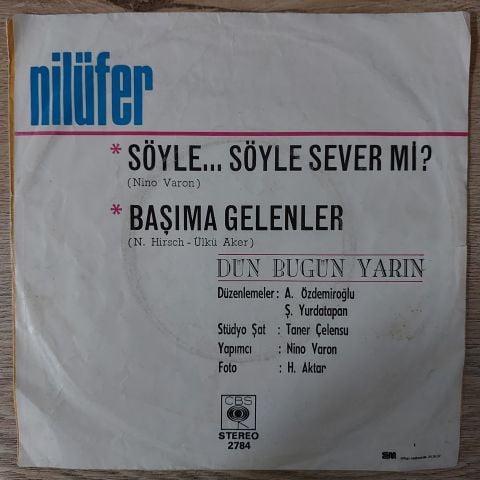 nilüfer
* SÖYLE... SÖYLE SEVER Mİ?
(Nino Varon)
* BAŞIMA GELENLER
(N. Hirsch - Ülkü Aker)
DÜN BUGÜN YARIN
Düzenlemeler : A. Özdemiroğlu
Ş. Yurdatapan
Stüdyo Şat : Taner Çelensu
Yapımcı : Nino Varon
Foto : H. Aktar
CBS
STEREO
2784